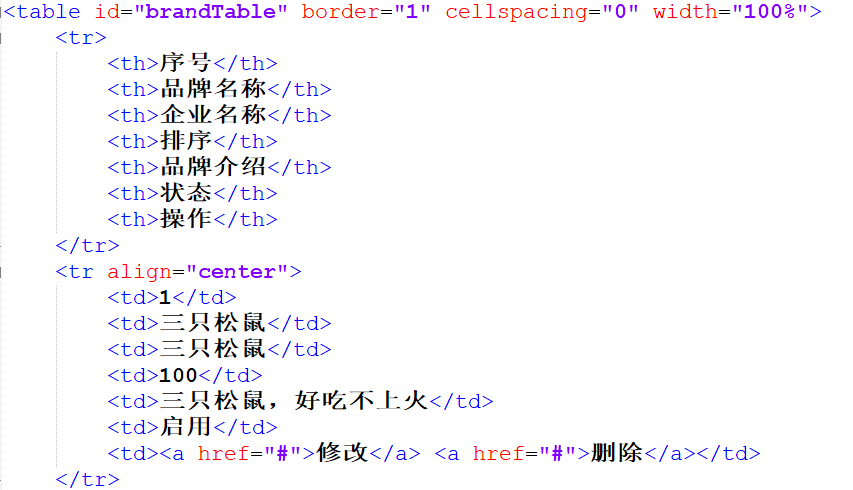 <table id="brandTable" border="1" cellspacing="0" width="100%">
    <tr>
        <th>序号</th>
        <th>品牌名称</th>
        <th>企业名称</th>
        <th>排序</th>
        <th>品牌介绍</th>
        <th>状态</th>
        <th>操作</th>
    </tr>
    <tr align="center">
        <td>1</td>
        <td>三只松鼠</td>
        <td>三只松鼠</td>
        <td>100</td>
        <td>三只松鼠，好吃不上火</td>
        <td>启用</td>
        <td><a href="#">修改</a> <a href="#">删除</a></td>
    </tr>